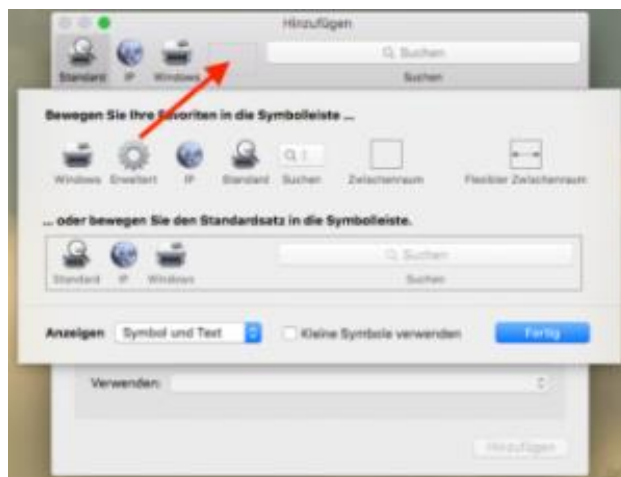 Hinzufügen
Suchen
Standard IP Windows Suchen
Bewegen Sie Ihre Favoriten in die Symbolleiste ...
Windows Erweitert IP Standard Suchen Zwischenraum Flexibler Zwischenraum
... oder bewegen Sie den Standardsatz in die Symbolleiste.
Suchen
Standard IP Windows Suchen
Anzeigen Symbol und Text Kleine Symbole verwenden Fertig
Verwenden:
Hinzufügen